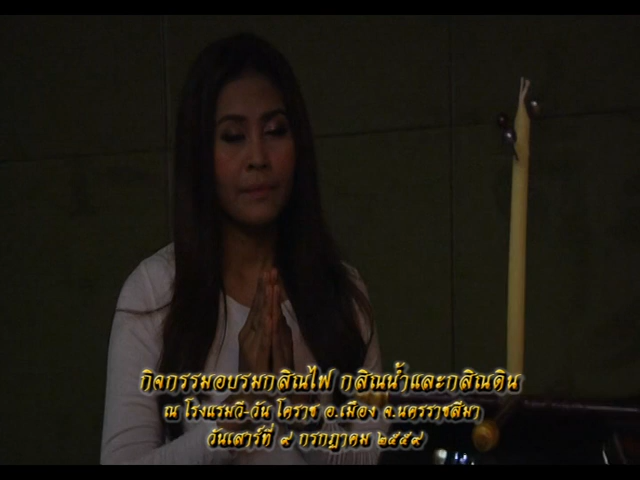 กิจกรรมอบรมกสิณไฟ กสิณน้ำและกสิณดิน
ณ โรงแรมวี-วัน โคราช อ.เมือง จ.นครราชสีมา
วันเสาร์ที่ ๙ กรกฎาคม ๒๕๕๙